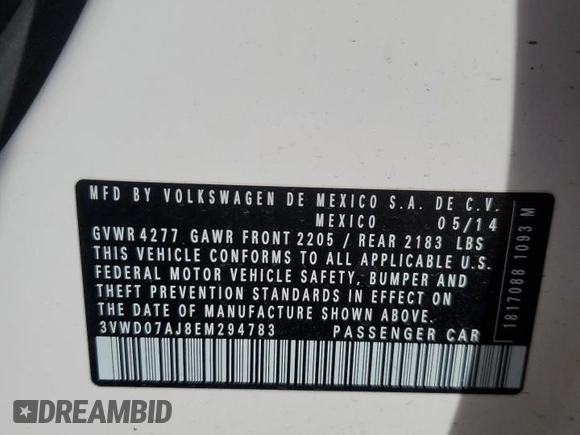 MFD BY VOLKSWAGEN DE MEXICO S.A. DE C.V.
MEXICO 05/14
GVWR 4277 GAWR FRONT 2205 / REAR 2183 LBS
THIS VEHICLE CONFORMS TO ALL APPLICABLE U.S.
FEDERAL MOTOR VEHICLE SAFETY, BUMPER AND
THEFT PREVENTION STANDARDS IN EFFECT ON
THE DATE OF MANUFACTURE SHOWN ABOVE.
3VWD07AJ8EM294783 PASSENGER CAR
1817088 1093 M
DREAMBID